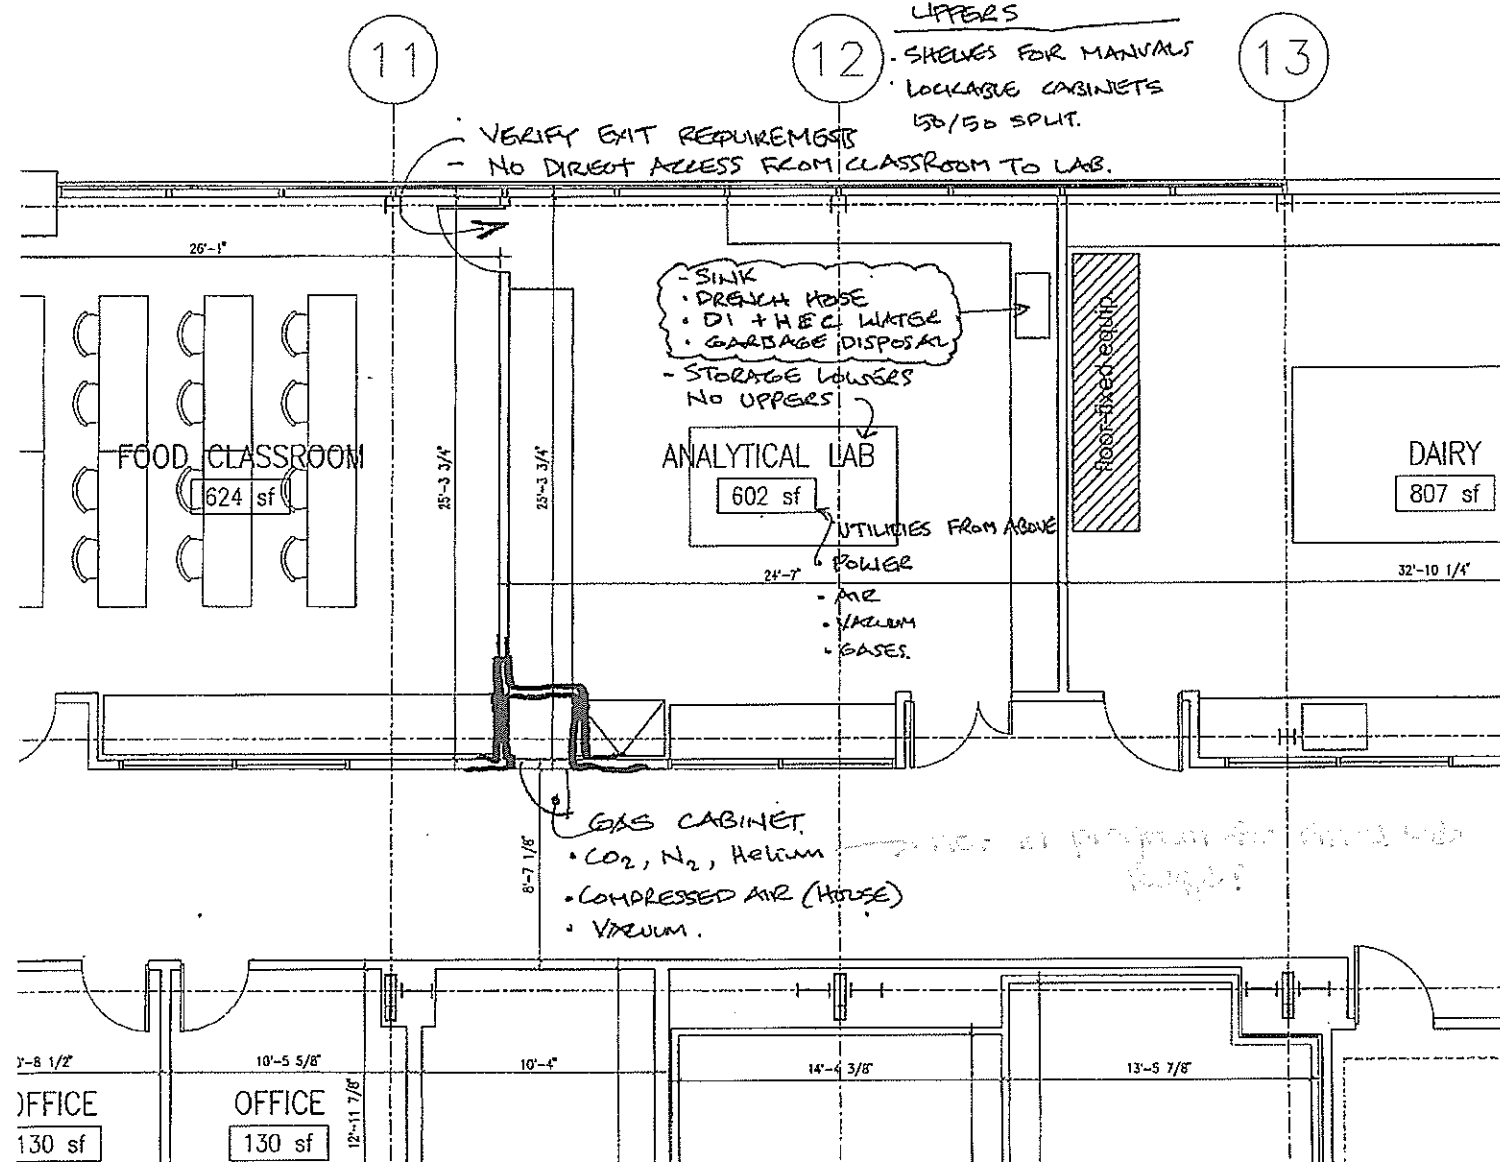 UPPERS
11
12
13
· SHELVES FOR MANUALS
· LOCKABLE CABINETS
50/50 SPLIT.
- VERIFY EXIT REQUIREMENTS
- NO DIRECT ACCESS FROM CLASSROOM TO LAB.
26'-1"
- SINK
· DRENCH HOSE
· DI + H&C WATER
· GARBAGE DISPOSAL
- STORAGE LOWERS
NO UPPERS
floor-fixed equip
FOOD CLASSROOM
624 sf
25'-3 3/4"
25'-3 3/4"
ANALYTICAL LAB
602 sf
DAIRY
807 sf
UTILITIES FROM ABOVE
· POWER
· AIR
· VACUUM
· GASES.
24'-7"
32'-10 1/4"
GAS CABINET.
· CO2, N2, Helium
· COMPRESSED AIR (HOUSE)
· VACUUM.
8'-7 1/8"
-8 1/2"
10'-5 5/8"
10'-4"
14'-4 3/8"
13'-5 7/8"
OFFICE
130 sf
OFFICE
130 sf
12'-11 7/8"